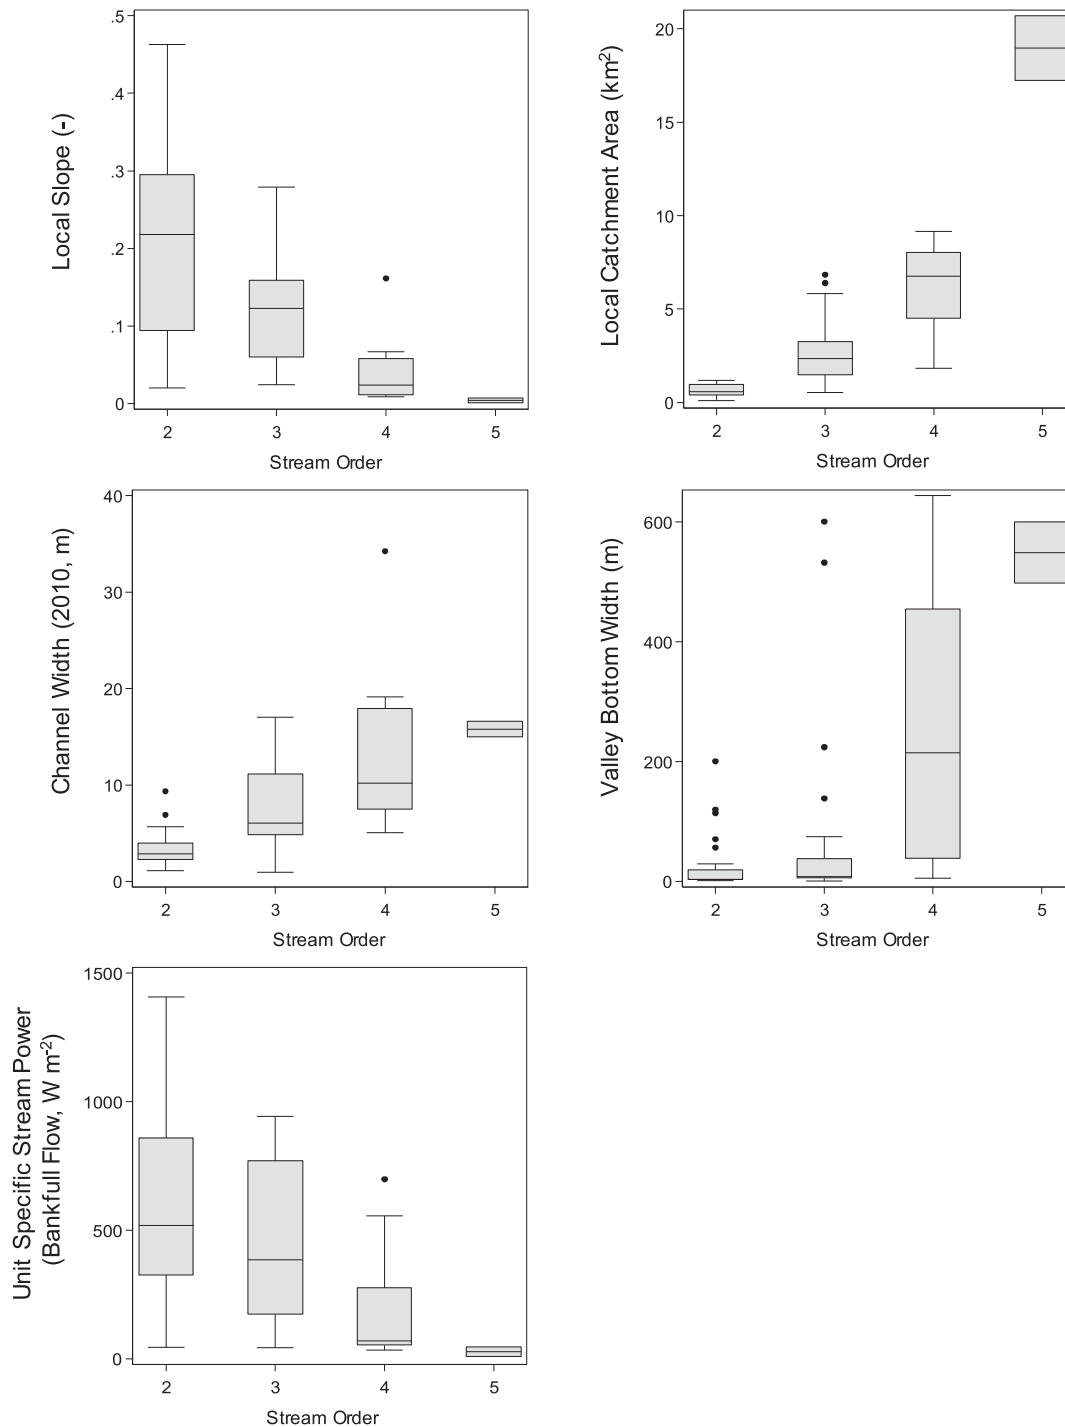 Local Slope (-)
.5
.4
.3
.2
.1
0
2 3 4 5
Stream Order
Local Catchment Area (km²)
20
15
10
5
0
2 3 4 5
Stream Order
Channel Width (2010, m)
40
30
20
10
0
2 3 4 5
Stream Order
Valley Bottom Width (m)
600
400
200
0
2 3 4 5
Stream Order
Unit Specific Stream Power
(Bankfull Flow, W m⁻²)
1500
1000
500
0
2 3 4 5
Stream Order